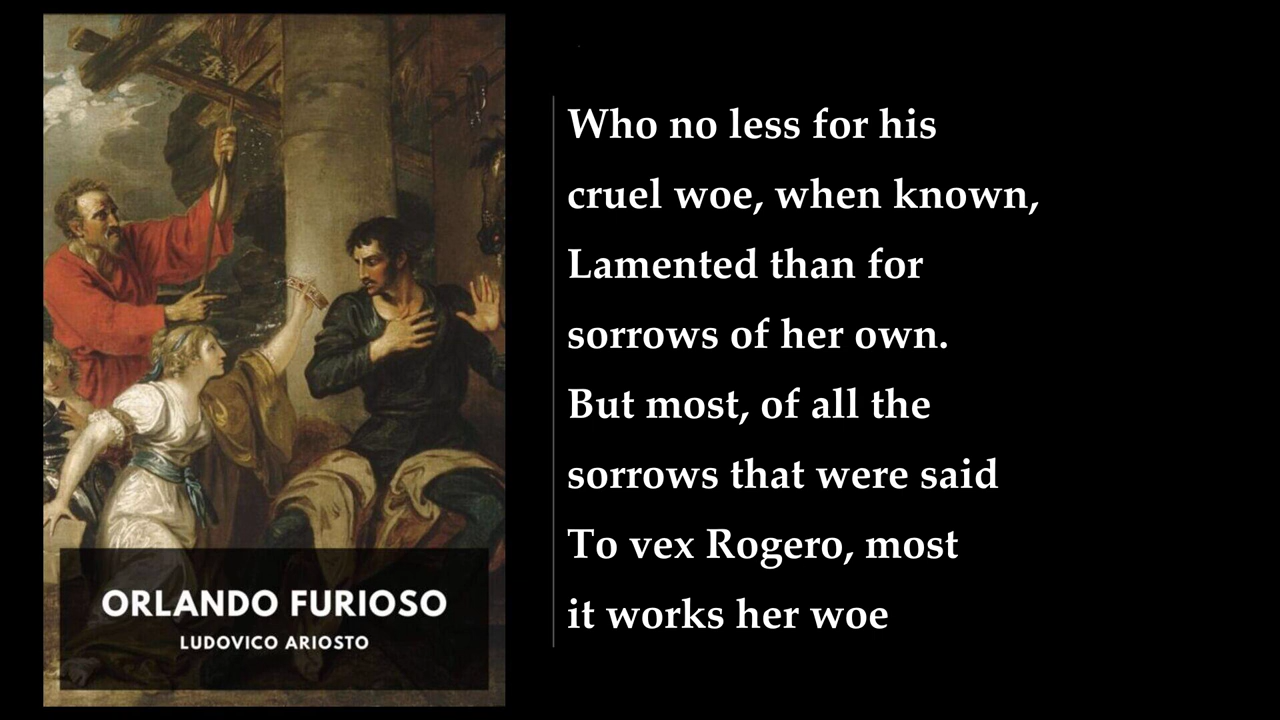 ORLANDO FURIOSO
LUDOVICO ARIOSTO
Who no less for his
cruel woe, when known,
Lamented than for
sorrows of her own.
But most, of all the
sorrows that were said
To vex Rogero, most
it works her woe